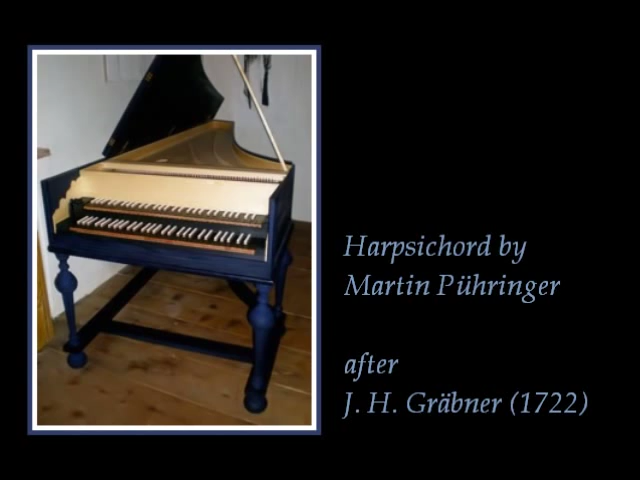 Harpsichord by
Martin Pühringer
after
J. H. Gräbner (1722)